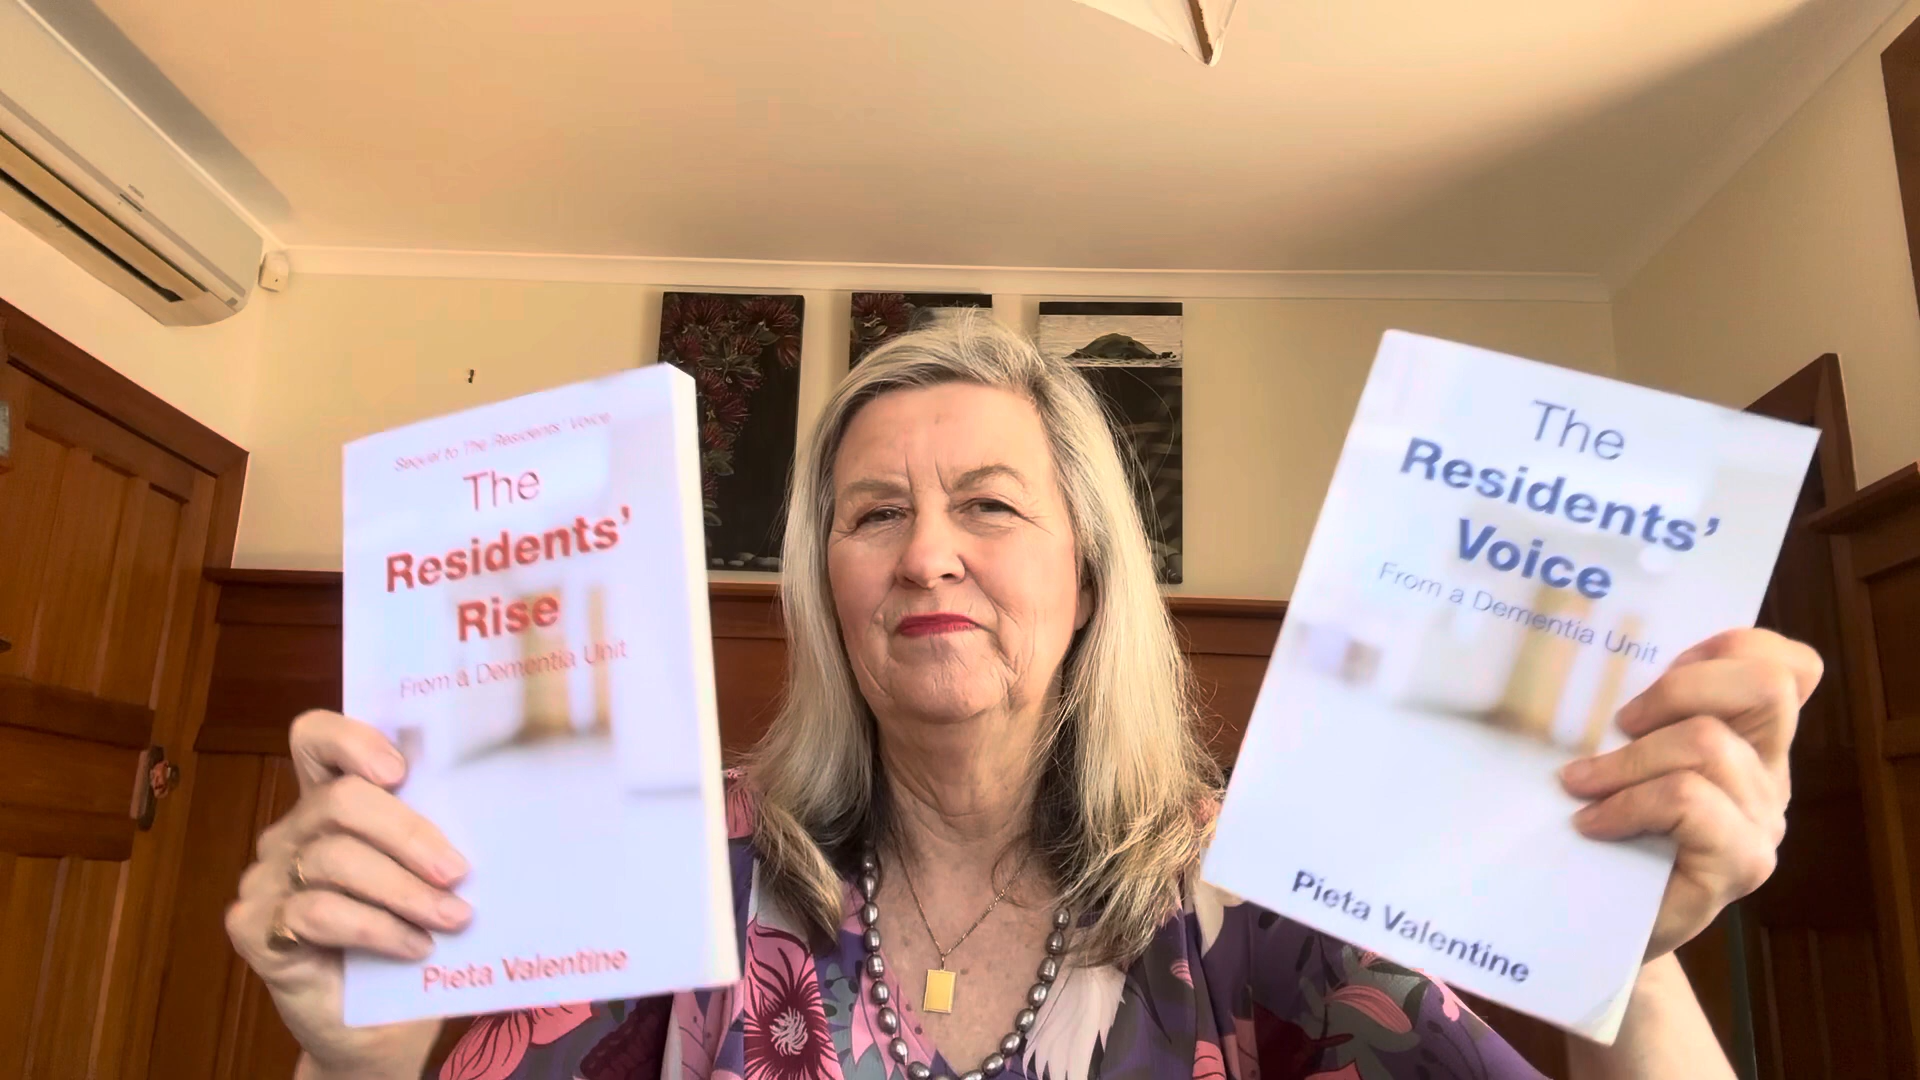 Sequel to The Residents' Voice
The
Residents'
Rise
From a Dementia Unit
Pieta Valentine
The
Residents'
Voice
From a Dementia Unit
Pieta Valentine